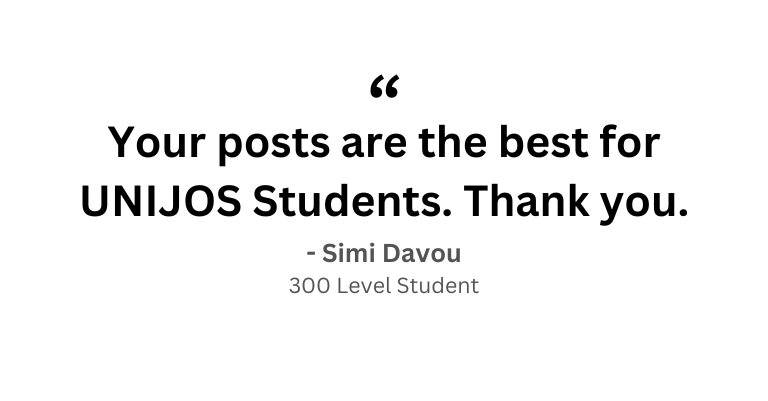 “
Your posts are the best for
UNIJOS Students. Thank you.
- Simi Davou
300 Level Student